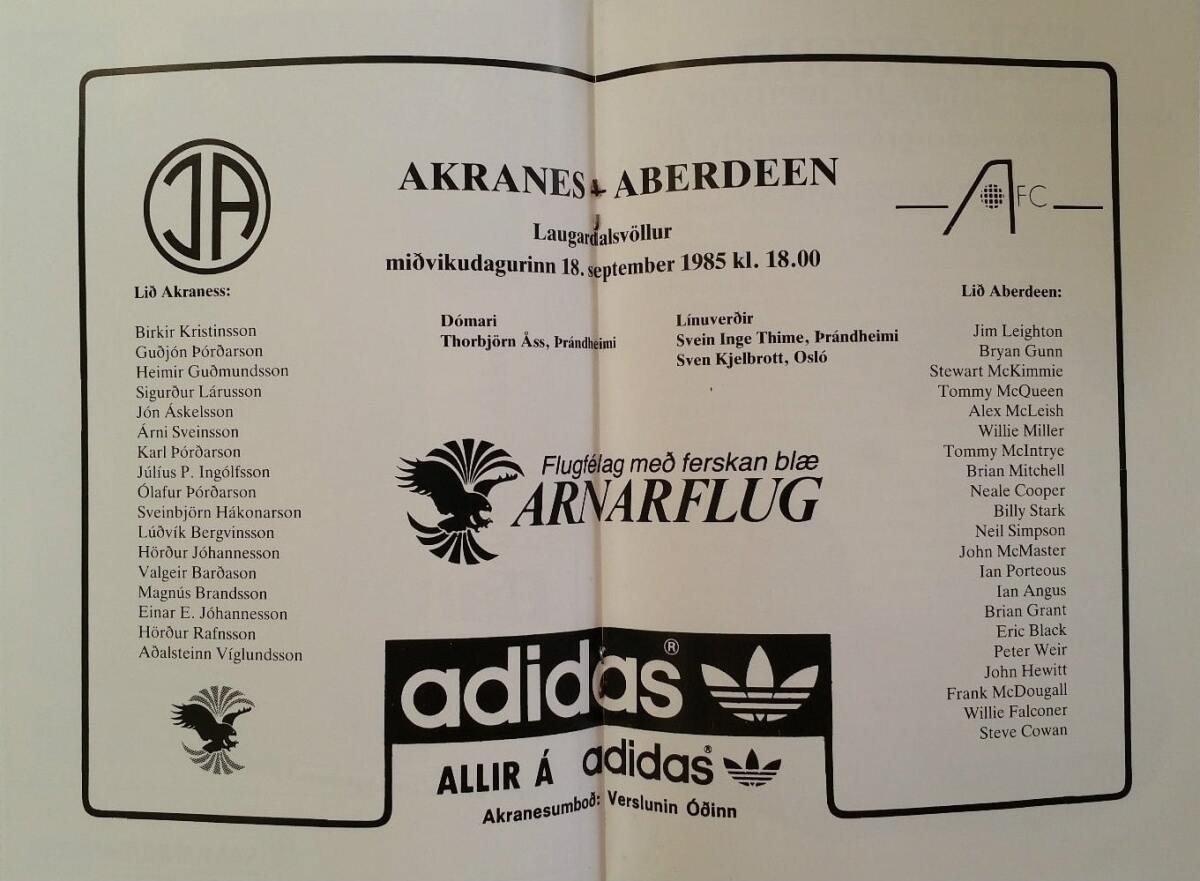 AKRANES - ABERDEEN
Laugardalsvöllur
miðvikudagurinn 18. september 1985 kl. 18.00
ÍA
AFC
Lið Akraness:
Birkir Kristinsson
Guðjón Þórðarson
Heimir Guðmundsson
Sigurður Lárusson
Jón Áskelsson
Árni Sveinsson
Karl Þórðarson
Júlíus P. Ingólfsson
Ólafur Þórðarson
Sveinbjörn Hákonarson
Lúðvík Bergvinsson
Hörður Jóhannesson
Valgeir Barðason
Magnús Brandsson
Einar E. Jóhannesson
Hörður Rafnsson
Aðalsteinn Víglundsson
Dómari
Thorbjörn Åss, Þrándheimi
Línuverðir
Svein Inge Thime, Þrándheimi
Sven Kjelbrott, Osló
Flugfélag með ferskan blæ
ARNARFLUG
adidas®
ALLIR Á adidas®
Akranesumboð: Verslunin Óðinn
Lið Aberdeen:
Jim Leighton
Bryan Gunn
Stewart McKimmie
Tommy McQueen
Alex McLeish
Willie Miller
Tommy McIntrye
Brian Mitchell
Neale Cooper
Billy Stark
Neil Simpson
John McMaster
Ian Porteous
Ian Angus
Brian Grant
Eric Black
Peter Weir
John Hewitt
Frank McDougall
Willie Falconer
Steve Cowan